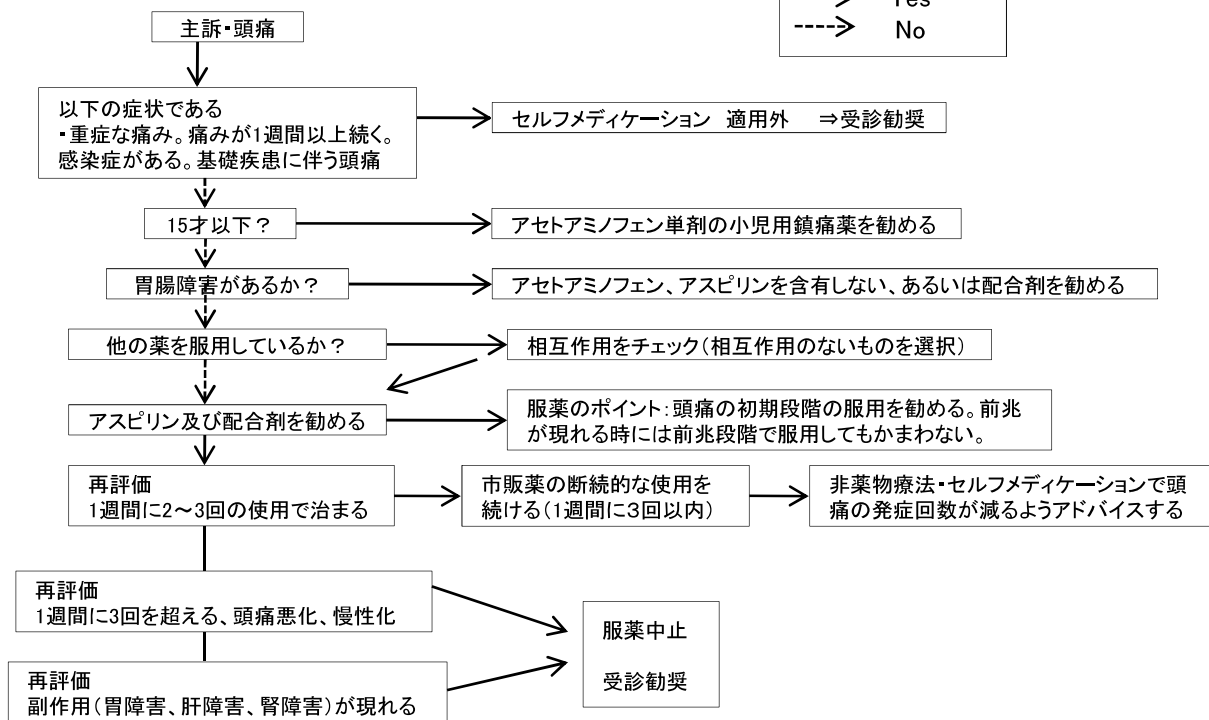 Yes
No
主訴・頭痛
以下の症状である
・重症な痛み。痛みが1週間以上続く。
感染症がある。基礎疾患に伴う頭痛
セルフメディケーション 適用外 ⇒受診勧奨
15才以下?
アセトアミノフェン単剤の小児用鎮痛薬を勧める
胃腸障害があるか?
アセトアミノフェン、アスピリンを含有しない、あるいは配合剤を勧める
他の薬を服用しているか?
相互作用をチェック(相互作用のないものを選択)
アスピリン及び配合剤を勧める
服薬のポイント:頭痛の初期段階の服用を勧める。前兆
が現れる時には前兆段階で服用してもかまわない。
再評価
1週間に2～3回の使用で治まる
市販薬の断続的な使用を
続ける(1週間に3回以内)
非薬物療法・セルフメディケーションで頭
痛の発症回数が減るようアドバイスする
再評価
1週間に3回を超える、頭痛悪化、慢性化
服薬中止
受診勧奨
再評価
副作用(胃障害、肝障害、腎障害)が現れる